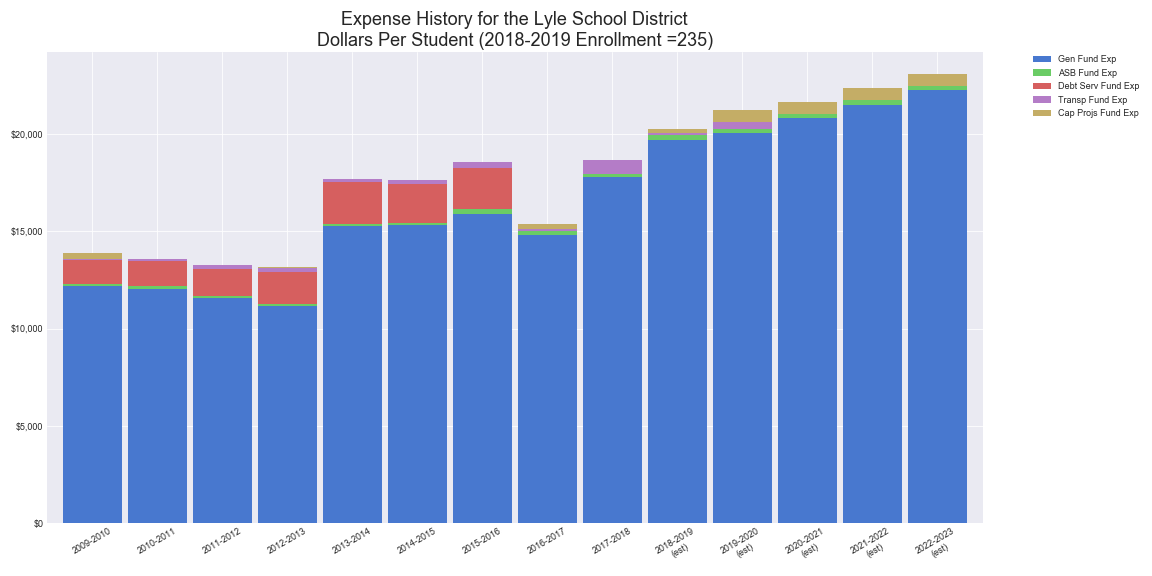 Expense History for the Lyle School District
Dollars Per Student (2018-2019 Enrollment =235)
Gen Fund Exp
ASB Fund Exp
Debt Serv Fund Exp
Transp Fund Exp
Cap Projs Fund Exp
$20,000
$15,000
$10,000
$5,000
$0
2009-2010
2010-2011
2011-2012
2012-2013
2013-2014
2014-2015
2015-2016
2016-2017
2017-2018
2018-2019
(est)
2019-2020
(est)
2020-2021
(est)
2021-2022
(est)
2022-2023
(est)